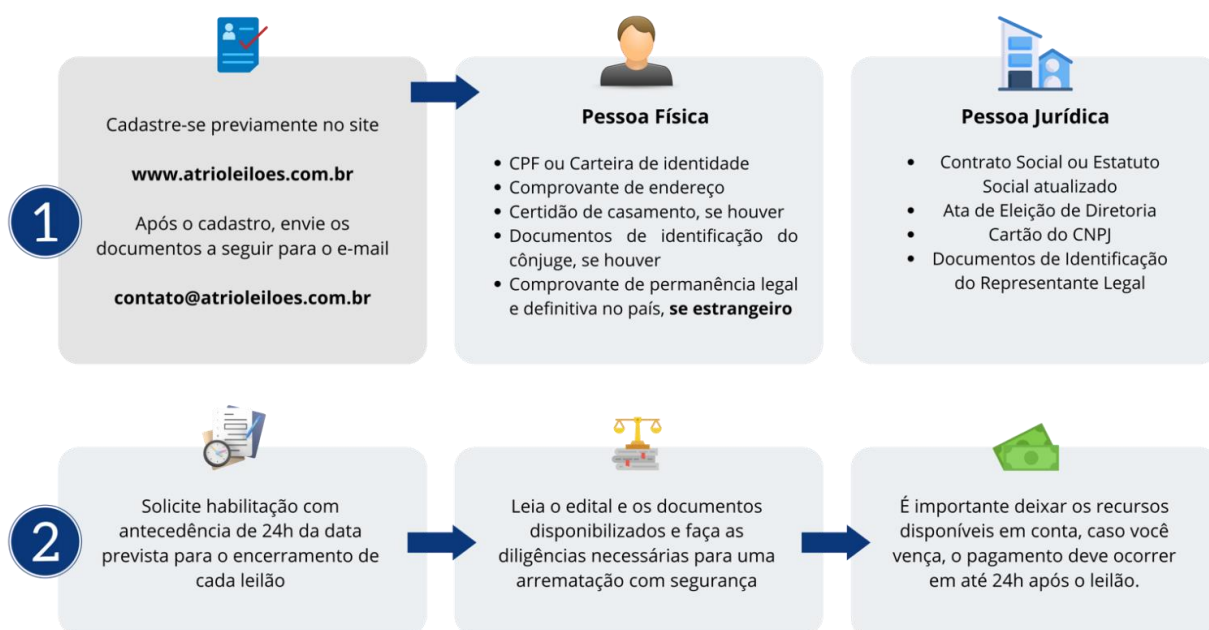 1
Cadastre-se previamente no site
www.atrioleiloes.com.br
Após o cadastro, envie os
documentos a seguir para o e-mail
contato@atrioleiloes.com.br
Pessoa Física
• CPF ou Carteira de identidade
• Comprovante de endereço
• Certidão de casamento, se houver
• Documentos de identificação do
cônjuge, se houver
• Comprovante de permanência legal
e definitiva no país, se estrangeiro
Pessoa Jurídica
• Contrato Social ou Estatuto
Social atualizado
• Ata de Eleição de Diretoria
• Cartão do CNPJ
• Documentos de Identificação
do Representante Legal
2
Solicite habilitação com
antecedência de 24h da data
prevista para o encerramento de
cada leilão
Leia o edital e os documentos
disponibilizados e faça as
diligências necessárias para uma
arrematação com segurança
É importante deixar os recursos
disponíveis em conta, caso você
vença, o pagamento deve ocorrer
em até 24h após o leilão.